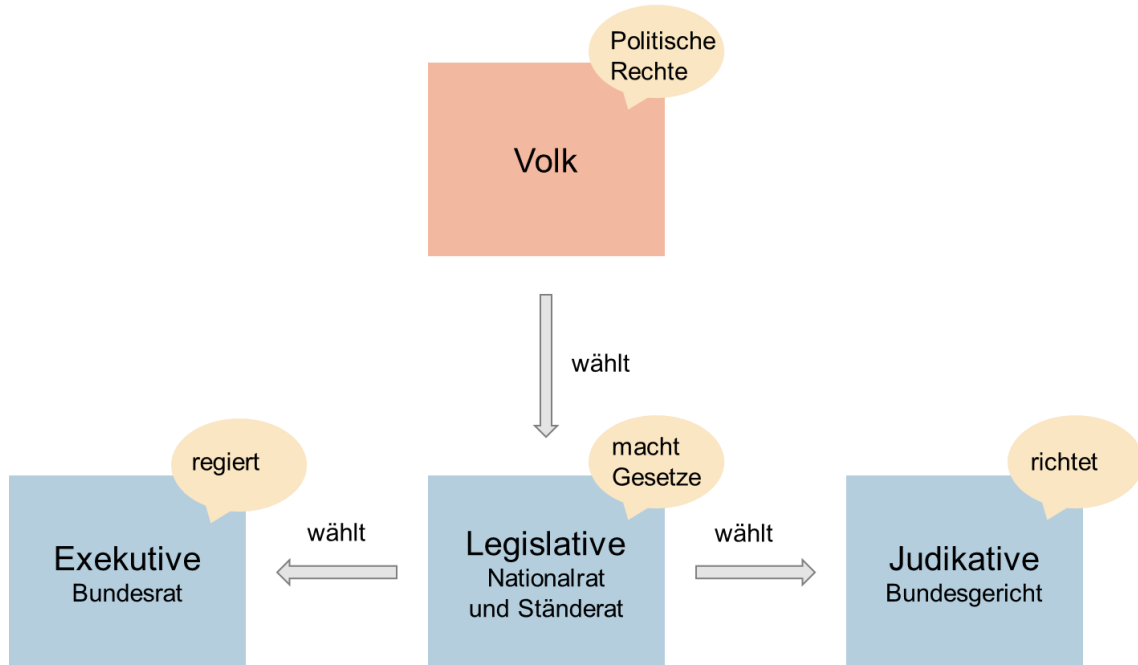 Politische
Rechte
Volk
wählt
regiert
macht
Gesetze
richtet
wählt
wählt
Exekutive
Bundesrat
Legislative
Nationalrat
und Ständerat
Judikative
Bundesgericht